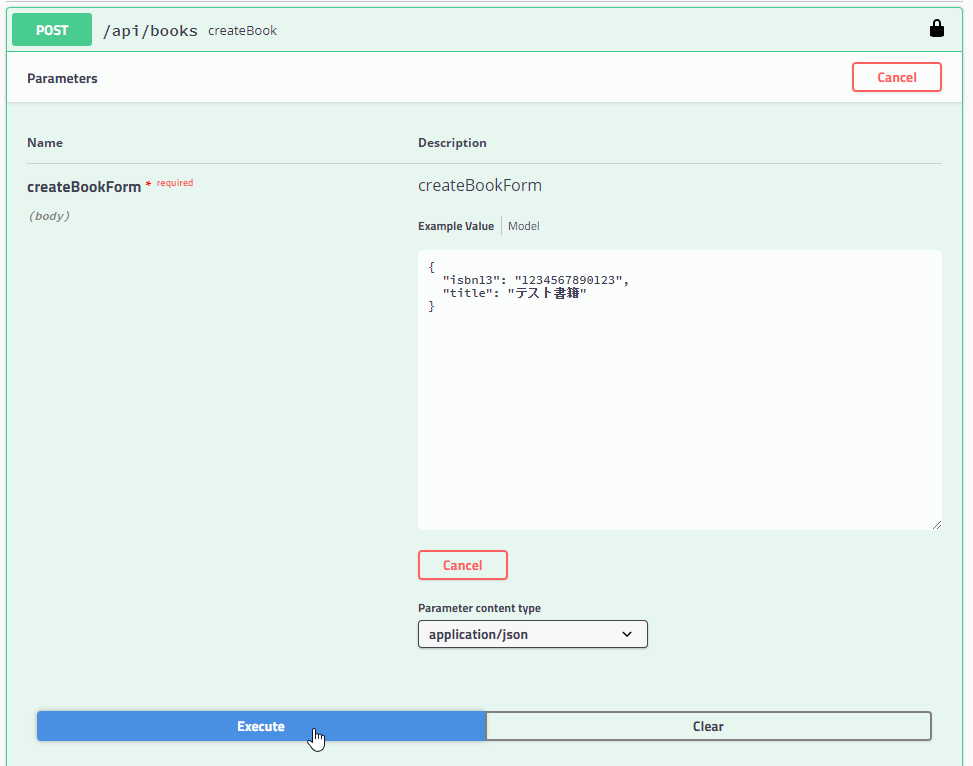 POST /api/books createBook
Parameters Cancel
Name Description
createBookForm * required createBookForm
(body)
Example Value Model
{
"isbn13": "1234567890123",
"title": "テスト書籍"
}
Cancel
Parameter content type
application/json
Execute Clear